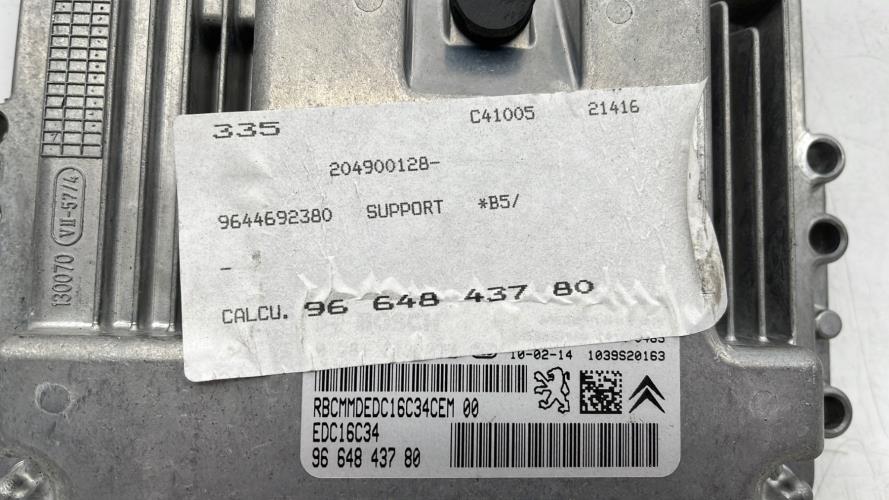 335
C41005
21416
204900128-
9644692380 SUPPORT *B5/
-
CALCU. 96 648 437 80
BOSCH
10-02-14 1039S20163
RBCMMDEDC16C34CEM 00
EDC16C34
96 648 437 80
130070 VII-57/4